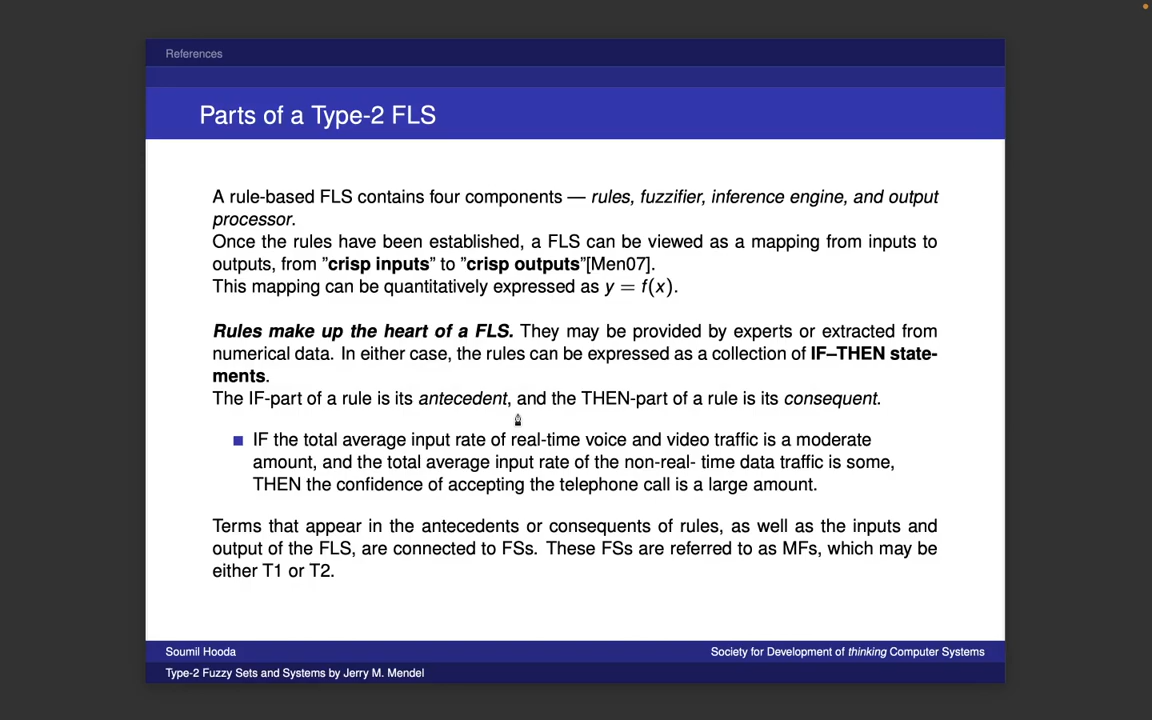 References
Parts of a Type-2 FLS
A rule-based FLS contains four components — rules, fuzzifier, inference engine, and output
processor.
Once the rules have been established, a FLS can be viewed as a mapping from inputs to
outputs, from ”crisp inputs” to ”crisp outputs”[Men07].
This mapping can be quantitatively expressed as y = f(x).
Rules make up the heart of a FLS. They may be provided by experts or extracted from
numerical data. In either case, the rules can be expressed as a collection of IF–THEN state-
ments.
The IF-part of a rule is its antecedent, and the THEN-part of a rule is its consequent.
IF the total average input rate of real-time voice and video traffic is a moderate
amount, and the total average input rate of the non-real- time data traffic is some,
THEN the confidence of accepting the telephone call is a large amount.
Terms that appear in the antecedents or consequents of rules, as well as the inputs and
output of the FLS, are connected to FSs. These FSs are referred to as MFs, which may be
either T1 or T2.
Soumil Hooda
Society for Development of thinking Computer Systems
Type-2 Fuzzy Sets and Systems by Jerry M. Mendel